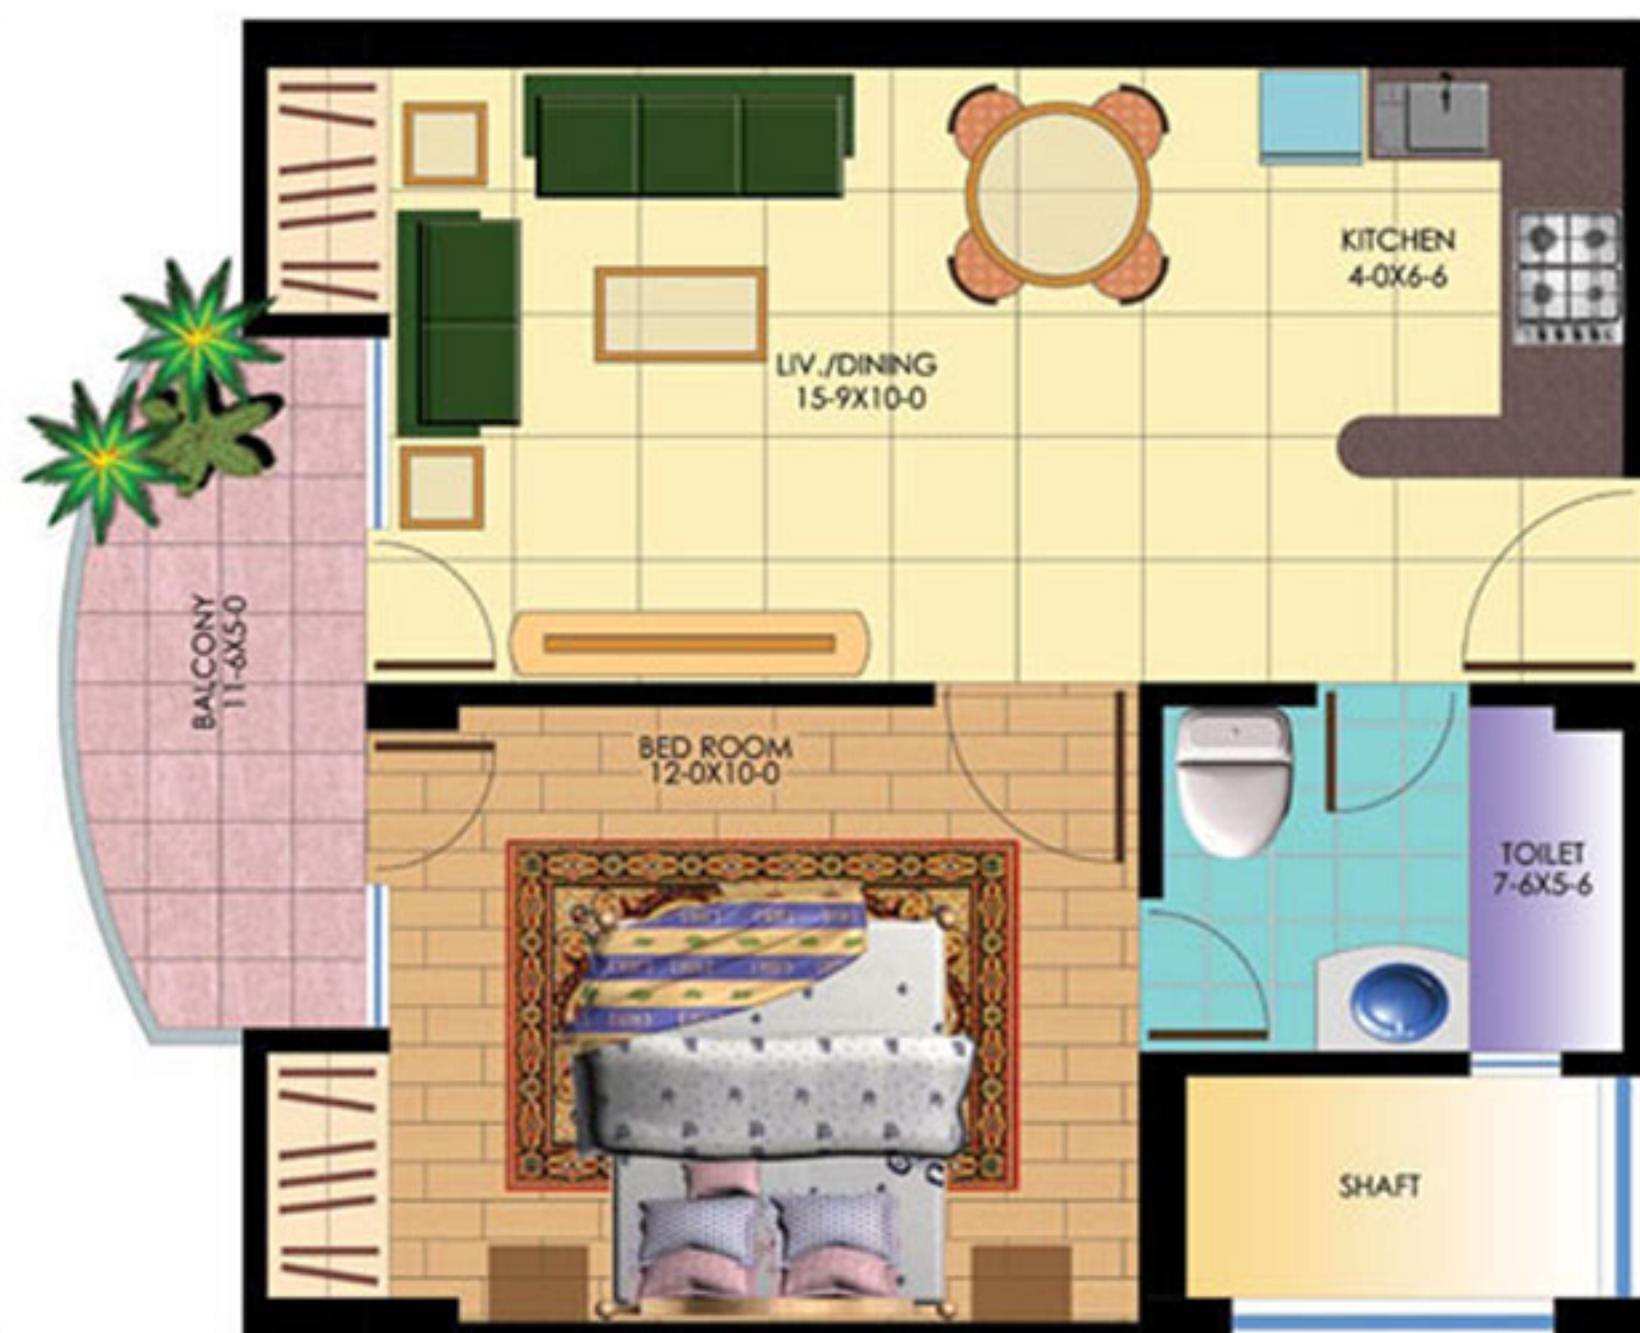 KITCHEN
4-0X6-6
LIV./DINING
15-9X10-0
BALCONY
11-6X5-0
BED ROOM
12-0X10-0
TOILET
7-6X5-6
SHAFT